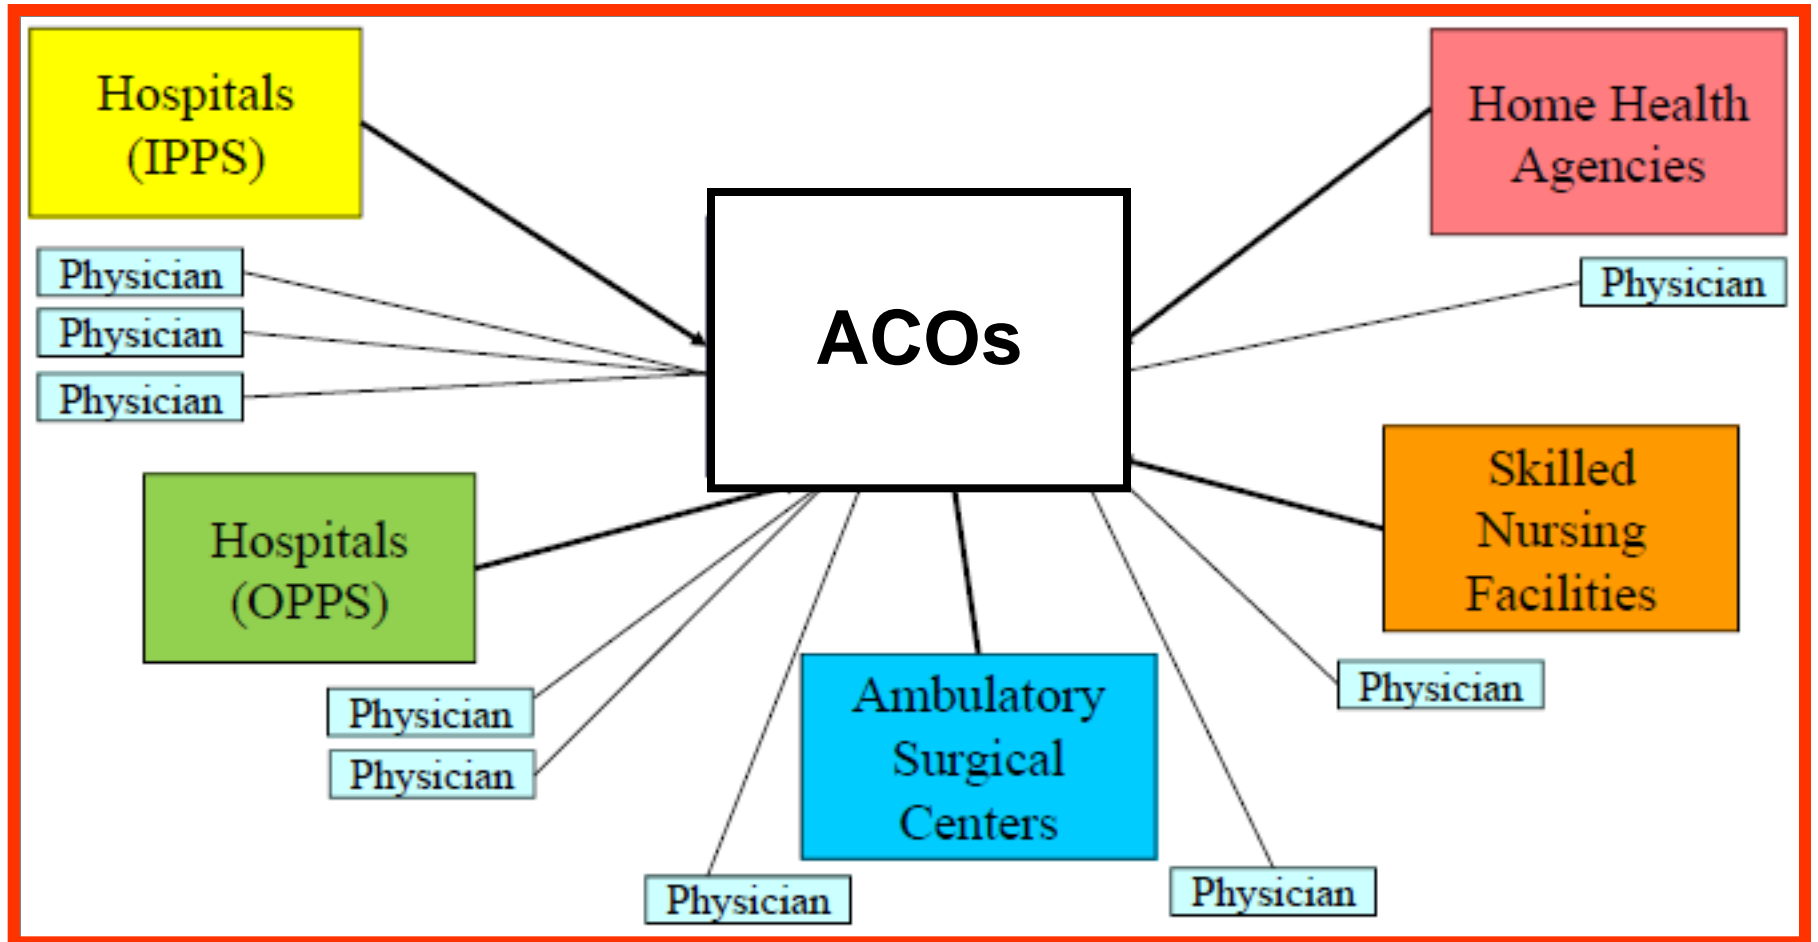 Hospitals
(IPPS)
Home Health
Agencies
Physician
Physician
Physician
ACOs
Physician
Hospitals
(OPPS)
Skilled
Nursing
Facilities
Physician
Physician
Ambulatory
Surgical
Centers
Physician
Physician
Physician